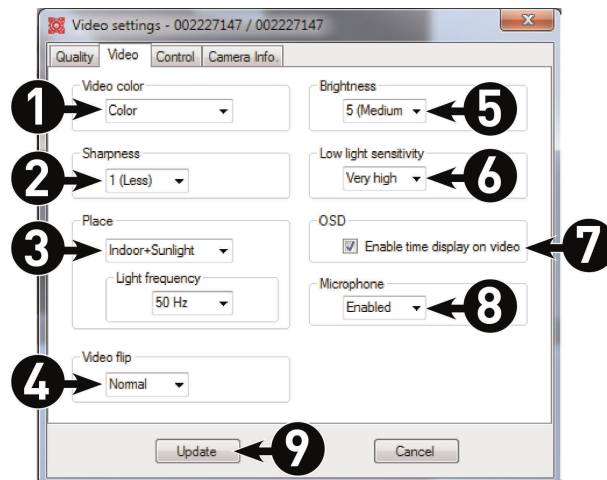 Video settings - 002227147 / 002227147
x
Quality Video Control Camera Info.
Video color
1
Color
Brightness
5 (Medium
5
Sharpness
2
1 (Less)
Low light sensitivity
Very high
6
Place
3
Indoor+Sunlight
Light frequency
50 Hz
OSD
Enable time display on video
7
Microphone
Enabled
8
Video flip
4
Normal
Update
9
Cancel